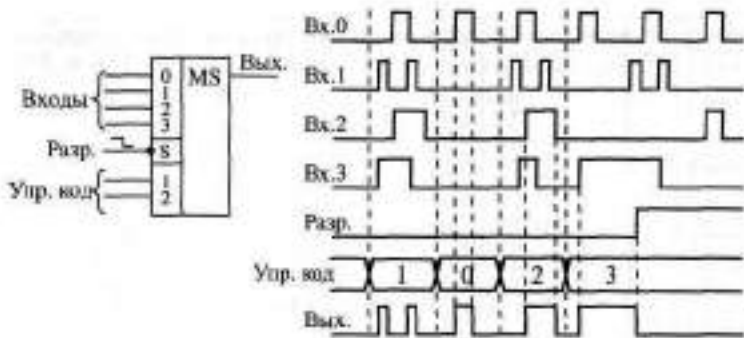 Входы
Разр.
Упр. код
0
1
2
3
S
1
2
MS
Вых.
Вх.0
Вх.1
Вх.2
Вх.3
Разр.
Упр. код
1 0 2 3
Вых.